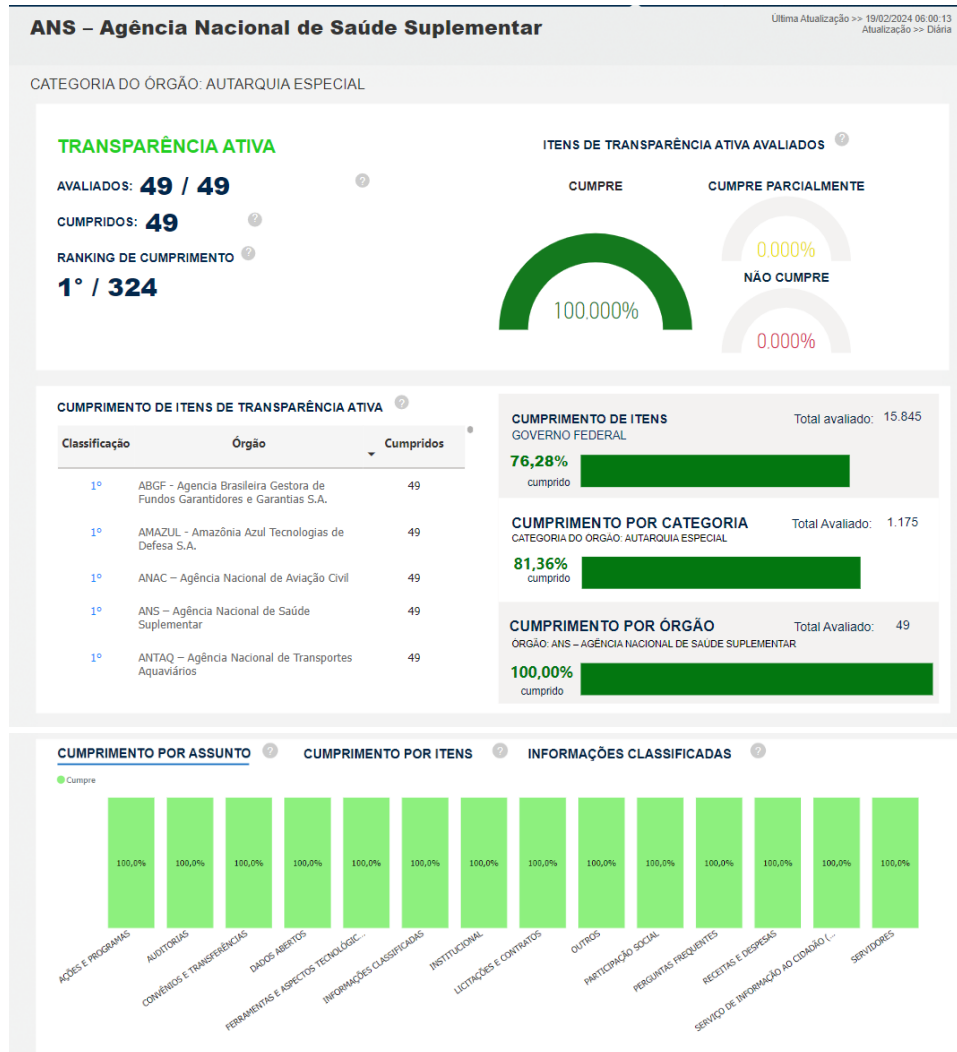 ANS – Agência Nacional de Saúde Suplementar
Última Atualização >> 19/02/2024 06:00:13
Atualização >> Diária
CATEGORIA DO ÓRGÃO: AUTARQUIA ESPECIAL
TRANSPARÊNCIA ATIVA
AVALIADOS: 49 / 49 ?
CUMPRIDOS: 49 ?
RANKING DE CUMPRIMENTO ?
1° / 324
ITENS DE TRANSPARÊNCIA ATIVA AVALIADOS ?
CUMPRE
100.000%
CUMPRE PARCIALMENTE
0.000%
NÃO CUMPRE
0.000%
CUMPRIMENTO DE ITENS DE TRANSPARÊNCIA ATIVA ?
Classificação Órgão Cumpridos
1º ABGF - Agencia Brasileira Gestora de 49
Fundos Garantidores e Garantias S.A.
1º AMAZUL - Amazônia Azul Tecnologias de 49
Defesa S.A.
1º ANAC – Agência Nacional de Aviação Civil 49
1º ANS – Agência Nacional de Saúde 49
Suplementar
1º ANTAQ – Agência Nacional de Transportes 49
Aquaviários
CUMPRIMENTO DE ITENS Total avaliado: 15.845
GOVERNO FEDERAL
76,28%
cumprido
CUMPRIMENTO POR CATEGORIA Total Avaliado: 1.175
CATEGORIA DO ÓRGÃO: AUTARQUIA ESPECIAL
81,36%
cumprido
CUMPRIMENTO POR ÓRGÃO Total Avaliado: 49
ÓRGÃO: ANS – AGÊNCIA NACIONAL DE SAÚDE SUPLEMENTAR
100,00%
cumprido
CUMPRIMENTO POR ASSUNTO ? CUMPRIMENTO POR ITENS ? INFORMAÇÕES CLASSIFICADAS ?
Cumpre
100,0% 100,0% 100,0% 100,0% 100,0% 100,0% 100,0% 100,0% 100,0% 100,0% 100,0% 100,0% 100,0% 100,0%
AÇÕES E PROGRAMAS
AUDITORIAS
CONVÊNIOS E TRANSFERÊNCIAS
DADOS ABERTOS
FERRAMENTAS E ASPECTOS TECNOLÓGIC...
INFORMAÇÕES CLASSIFICADAS
INSTITUCIONAL
LICITAÇÕES E CONTRATOS
OUTROS
PARTICIPAÇÃO SOCIAL
PERGUNTAS FREQUENTES
RECEITAS E DESPESAS
SERVIÇO DE INFORMAÇÃO AO CIDADÃO (...
SERVIDORES